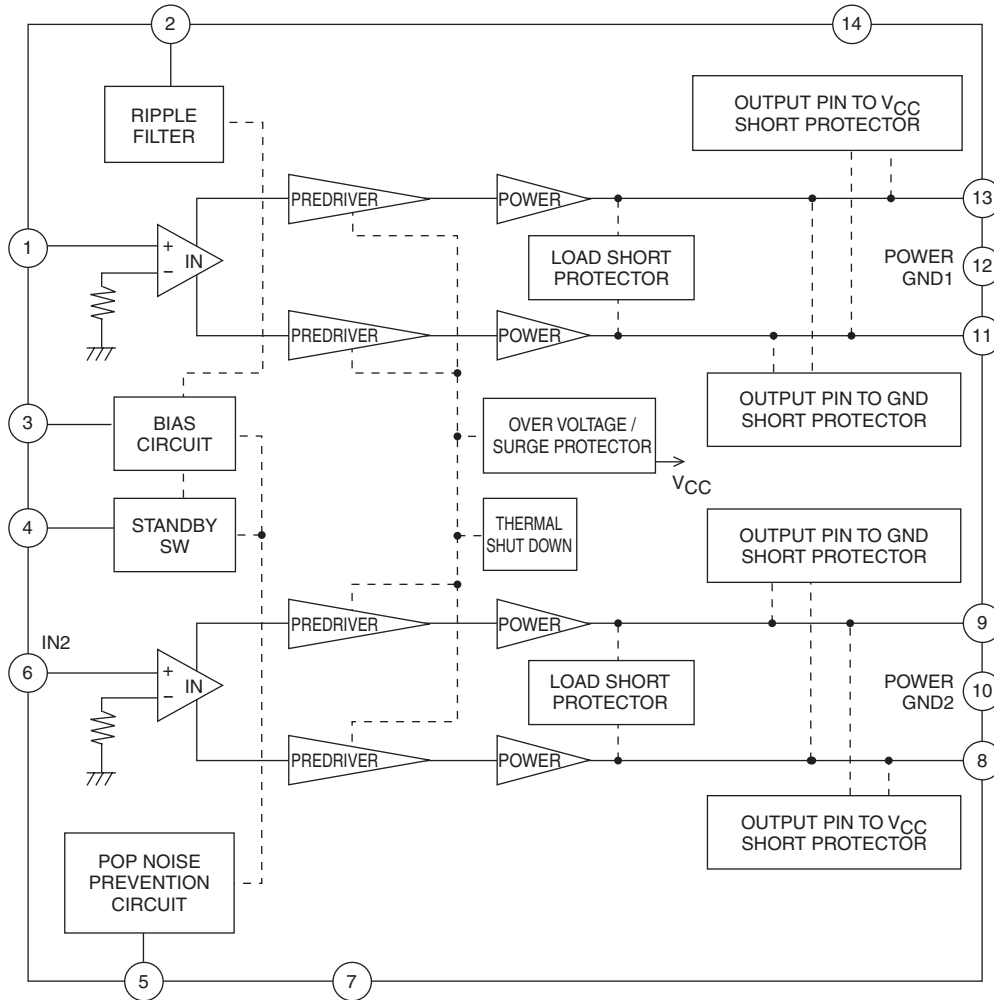 2
14
RIPPLE
FILTER
OUTPUT PIN TO VCC
SHORT PROTECTOR
PREDRIVER
POWER
13
1
+
−
IN
LOAD SHORT
PROTECTOR
POWER
GND1
12
PREDRIVER
POWER
11
3
BIAS
CIRCUIT
OVER VOLTAGE /
SURGE PROTECTOR
VCC
OUTPUT PIN TO GND
SHORT PROTECTOR
4
STANDBY
SW
THERMAL
SHUT DOWN
OUTPUT PIN TO GND
SHORT PROTECTOR
PREDRIVER
POWER
9
IN2
6
+
−
IN
LOAD SHORT
PROTECTOR
POWER
GND2
10
PREDRIVER
POWER
8
OUTPUT PIN TO VCC
SHORT PROTECTOR
POP NOISE
PREVENTION
CIRCUIT
5
7